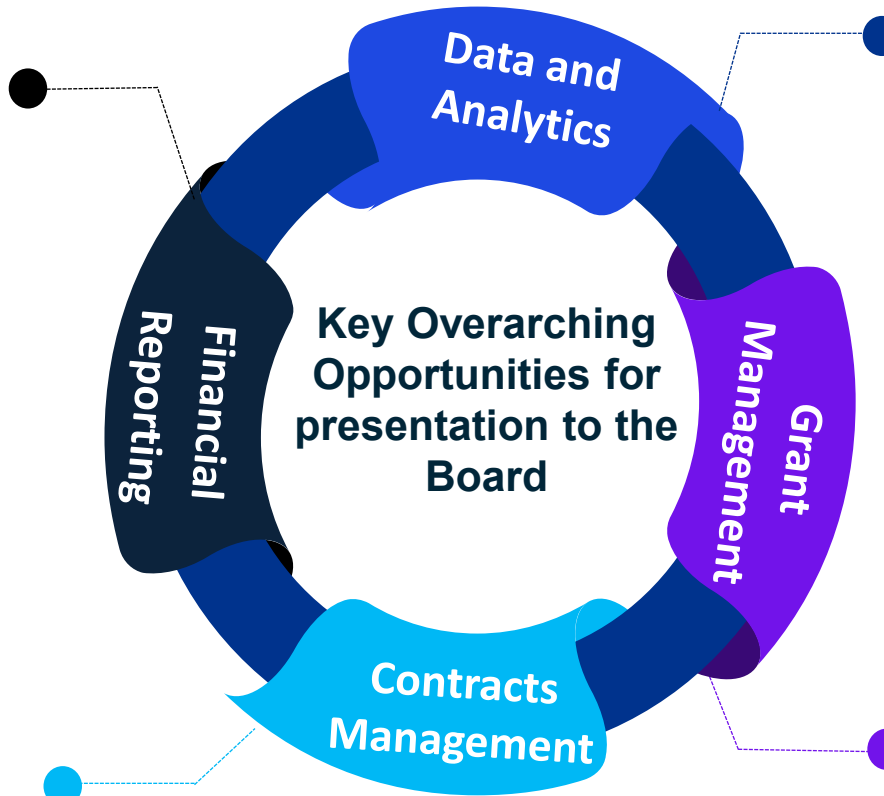 Data and
Analytics
Grant
Management
Key Overarching
Opportunities for
presentation to the
Board
Financial
Reporting
Contracts
Management